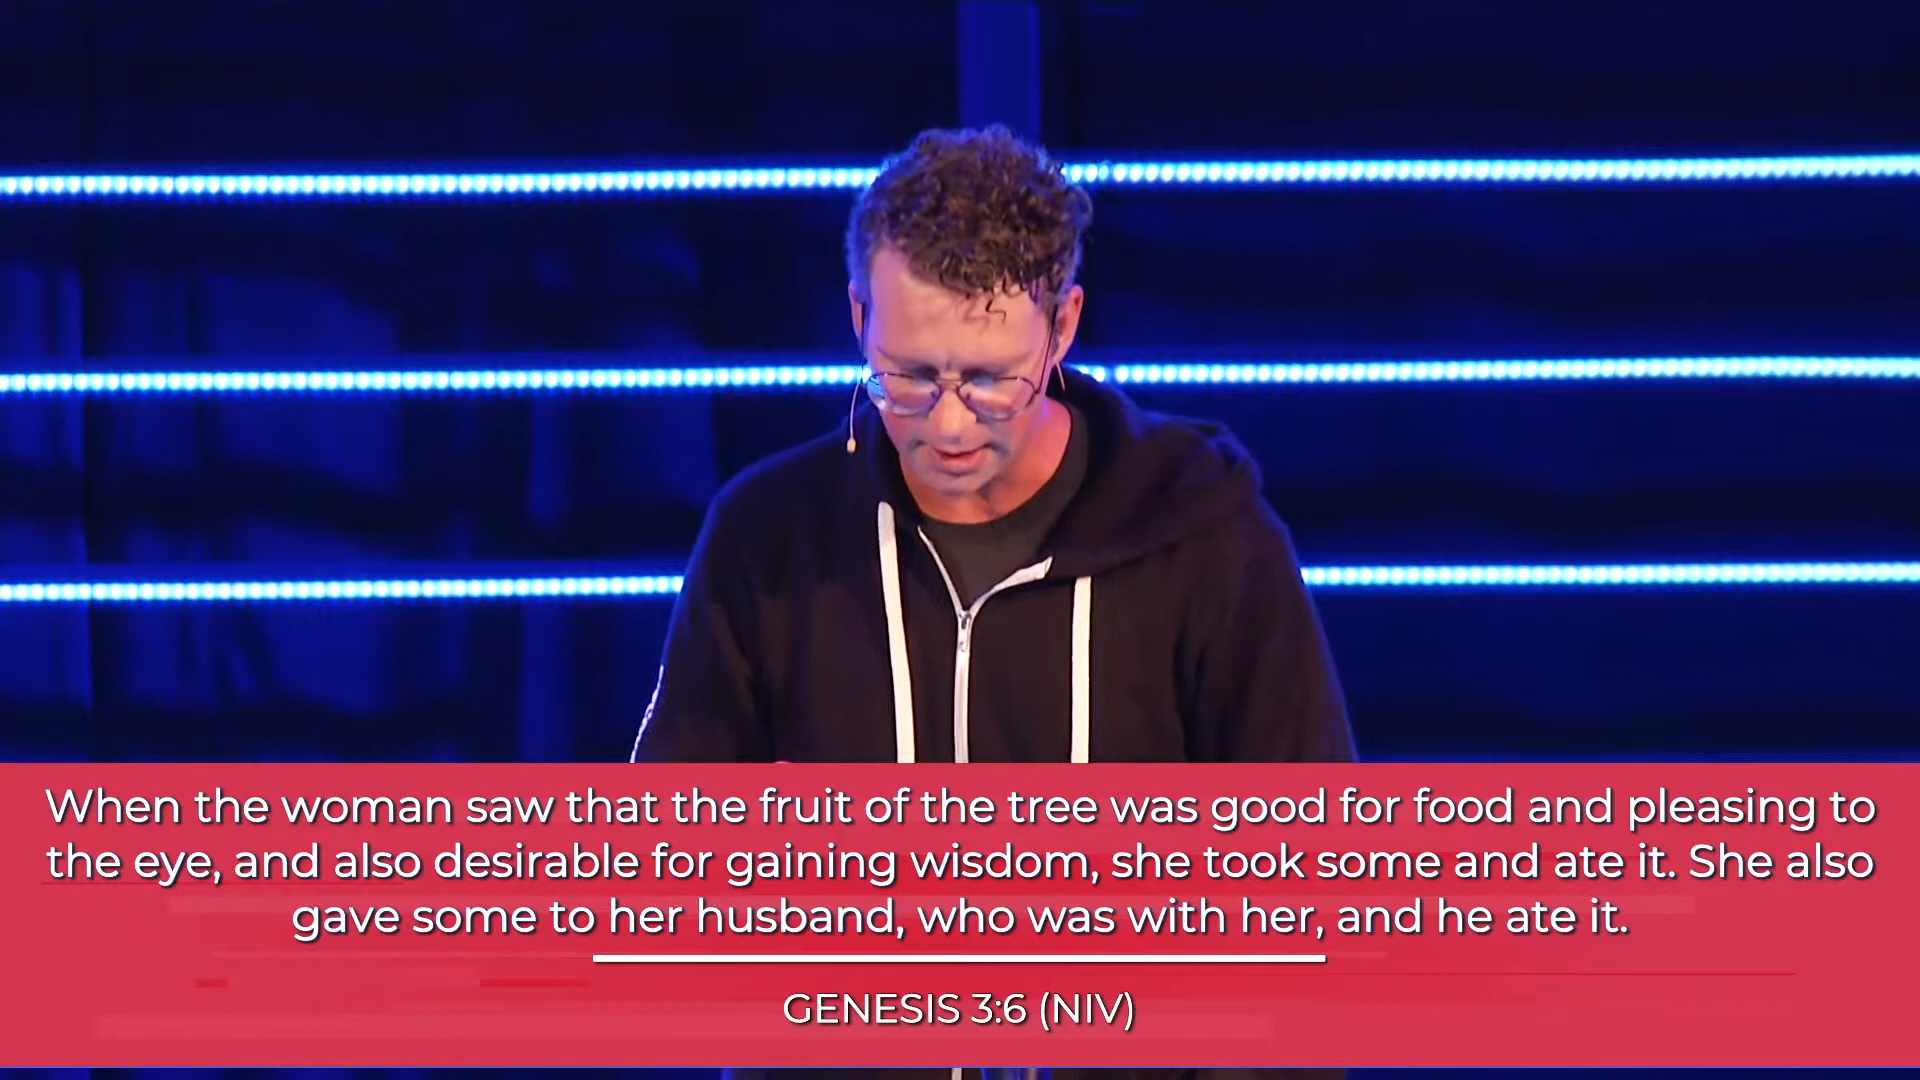 When the woman saw that the fruit of the tree was good for food and pleasing to
the eye, and also desirable for gaining wisdom, she took some and ate it. She also
gave some to her husband, who was with her, and he ate it.
GENESIS 3:6 (NIV)